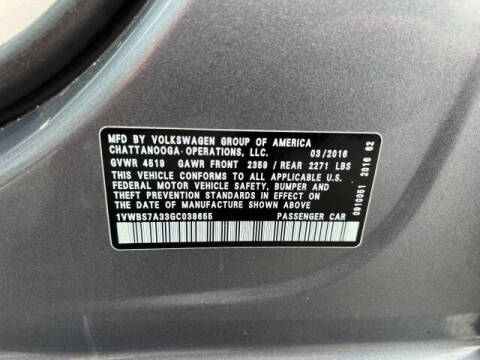 MFD BY VOLKSWAGEN GROUP OF AMERICA
CHATTANOOGA OPERATIONS, LLC. 03/2016
GVWR 4519 GAWR FRONT 2359 / REAR 2271 LBS
THIS VEHICLE CONFORMS TO ALL APPLICABLE U.S.
FEDERAL MOTOR VEHICLE SAFETY, BUMPER AND
THEFT PREVENTION STANDARDS IN EFFECT ON
THE DATE OF MANUFACTURE SHOWN ABOVE.
1VWBS7A33GC038655 PASSENGER CAR
0910051 2016 62